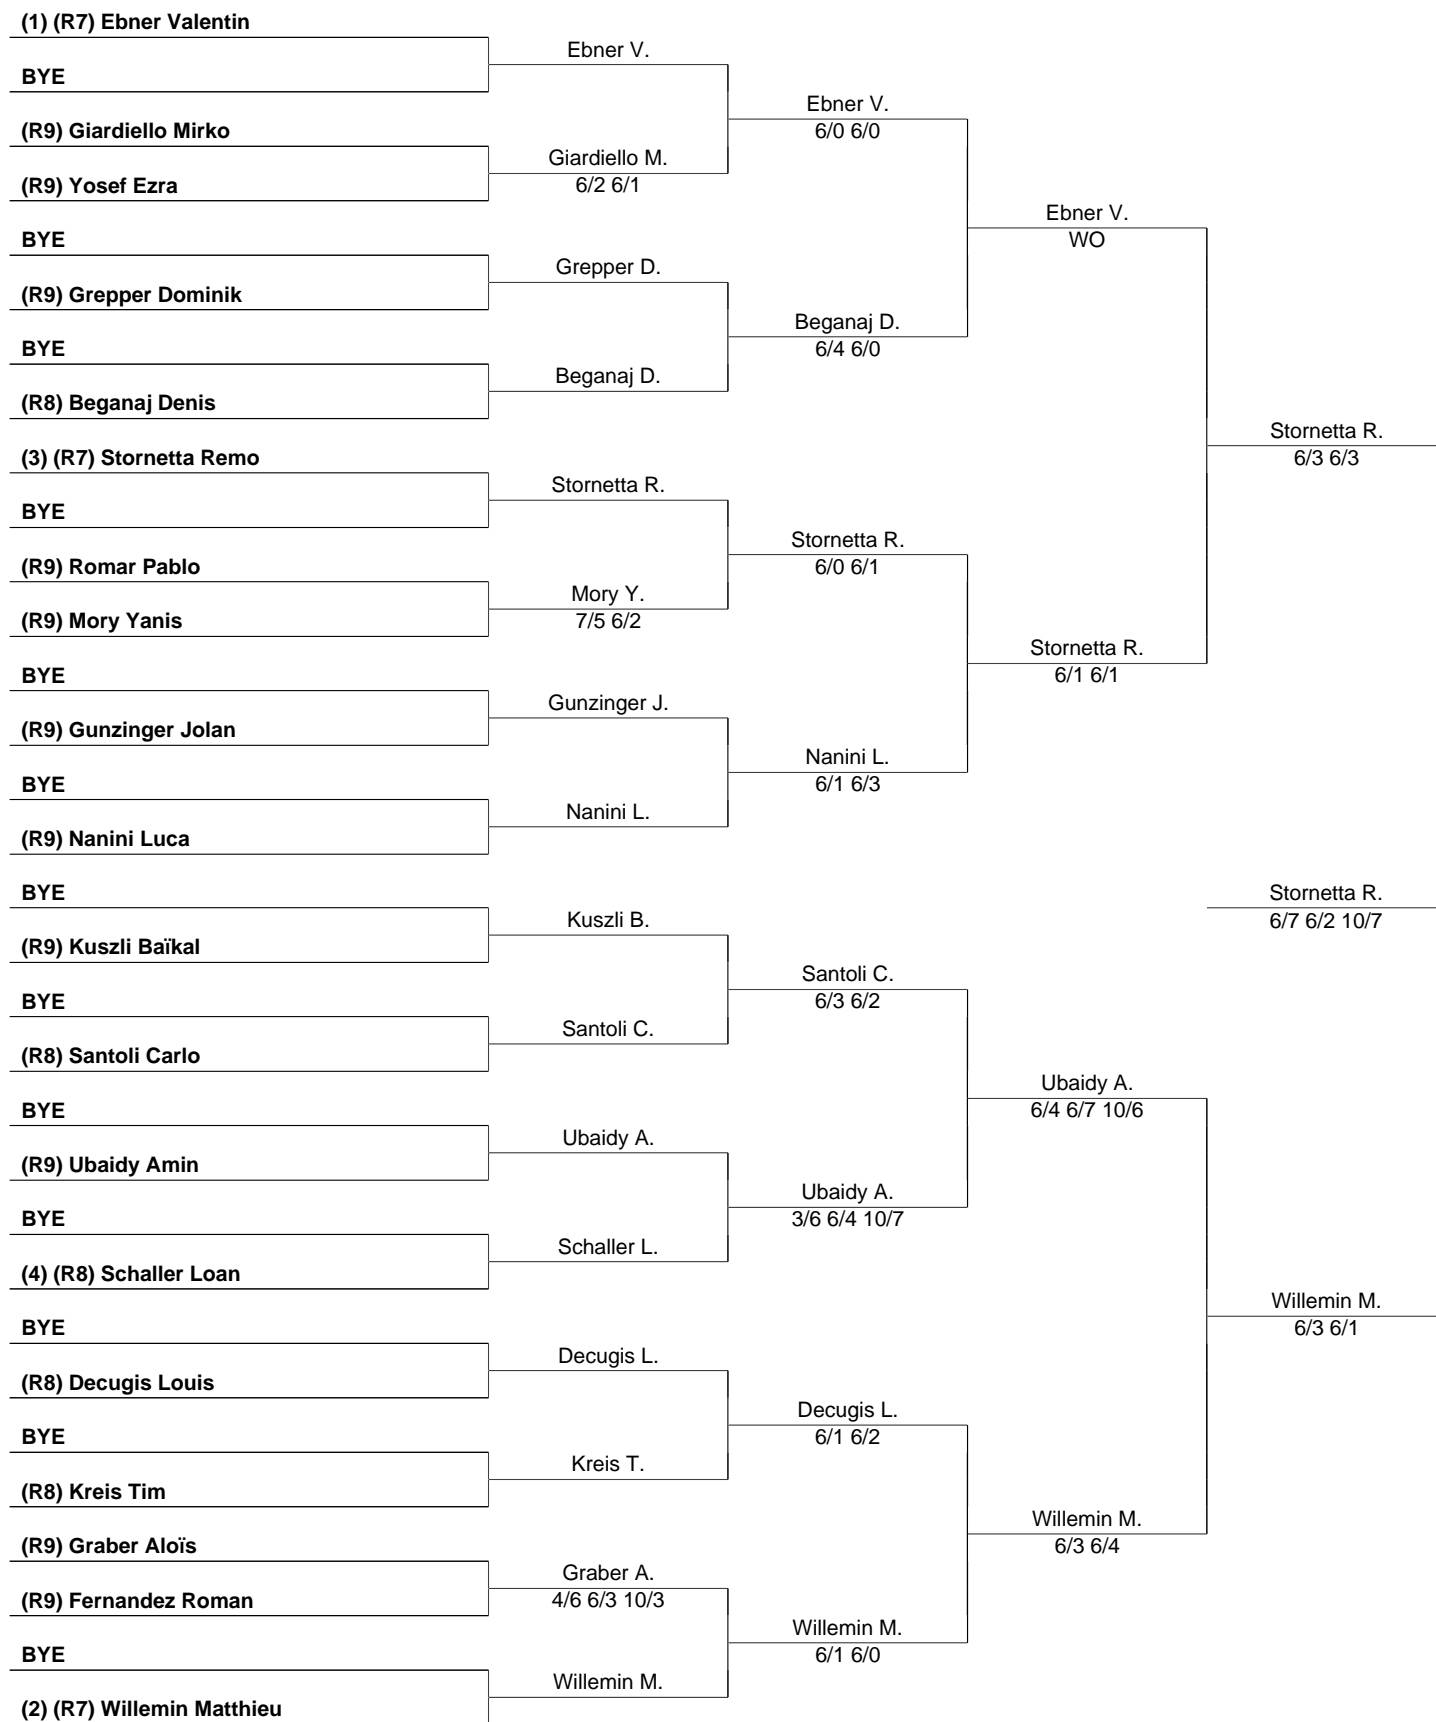 (1) (R7) Ebner Valentin
BYE
(R9) Giardiello Mirko
(R9) Yosef Ezra
BYE
(R9) Grepper Dominik
BYE
(R8) Beganaj Denis
(3) (R7) Stornetta Remo
BYE
(R9) Romar Pablo
(R9) Mory Yanis
BYE
(R9) Gunzinger Jolan
BYE
(R9) Nanini Luca
BYE
(R9) Kuszli Baïkal
BYE
(R8) Santoli Carlo
BYE
(R9) Ubaidy Amin
BYE
(4) (R8) Schaller Loan
BYE
(R8) Decugis Louis
BYE
(R8) Kreis Tim
(R9) Graber Aloïs
(R9) Fernandez Roman
BYE
(2) (R7) Willemin Matthieu
Ebner V.
Giardiello M.
6/2 6/1
Grepper D.
Beganaj D.
Stornetta R.
Mory Y.
7/5 6/2
Gunzinger J.
Nanini L.
Kuszli B.
Santoli C.
Ubaidy A.
Schaller L.
Decugis L.
Kreis T.
Graber A.
4/6 6/3 10/3
Willemin M.
Ebner V.
6/0 6/0
Beganaj D.
6/4 6/0
Stornetta R.
6/0 6/1
Nanini L.
6/1 6/3
Santoli C.
6/3 6/2
Ubaidy A.
3/6 6/4 10/7
Decugis L.
6/1 6/2
Willemin M.
6/1 6/0
Ebner V.
WO
Stornetta R.
6/1 6/1
Ubaidy A.
6/4 6/7 10/6
Willemin M.
6/3 6/4
Stornetta R.
6/3 6/3
Stornetta R.
6/7 6/2 10/7
Willemin M.
6/3 6/1